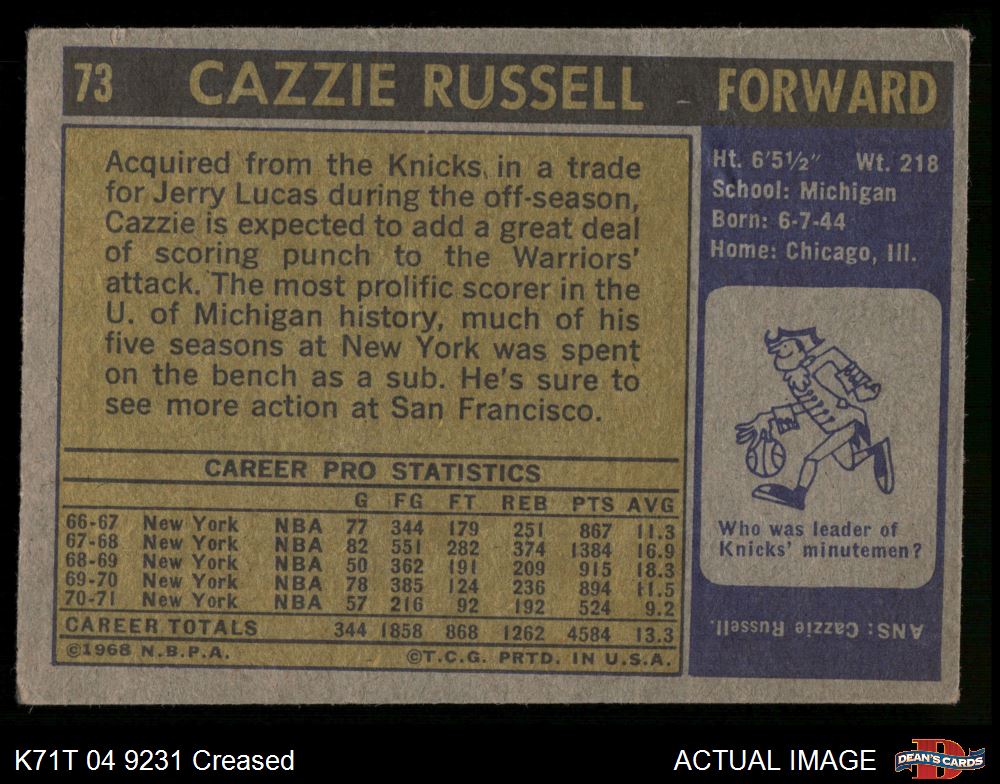 73 CAZZIE RUSSELL FORWARD
Acquired from the Knicks in a trade
for Jerry Lucas during the off-season,
Cazzie is expected to add a great deal
of scoring punch to the Warriors'
attack. The most prolific scorer in the
U. of Michigan history, much of his
five seasons at New York was spent
on the bench as a sub. He's sure to
see more action at San Francisco.
CAREER PRO STATISTICS
G FG FT REB PTS AVG
66-67 New York NBA 77 344 179 251 867 11.3
67-68 New York NBA 82 551 282 374 1384 16.9
68-69 New York NBA 50 362 191 209 915 18.3
69-70 New York NBA 78 385 124 236 894 11.5
70-71 New York NBA 57 216 92 192 524 9.2
CAREER TOTALS 344 1858 868 1262 4584 13.3
©1968 N.B.P.A. ©T.C.G. PRTD. IN U.S.A.
Ht. 6'5½" Wt. 218
School: Michigan
Born: 6-7-44
Home: Chicago, Ill.
Who was leader of
Knicks' minutemen?
ANS: Cazzie Russell.
K71T 04 9231 Creased
ACTUAL IMAGE
D
DEAN'S CARDS